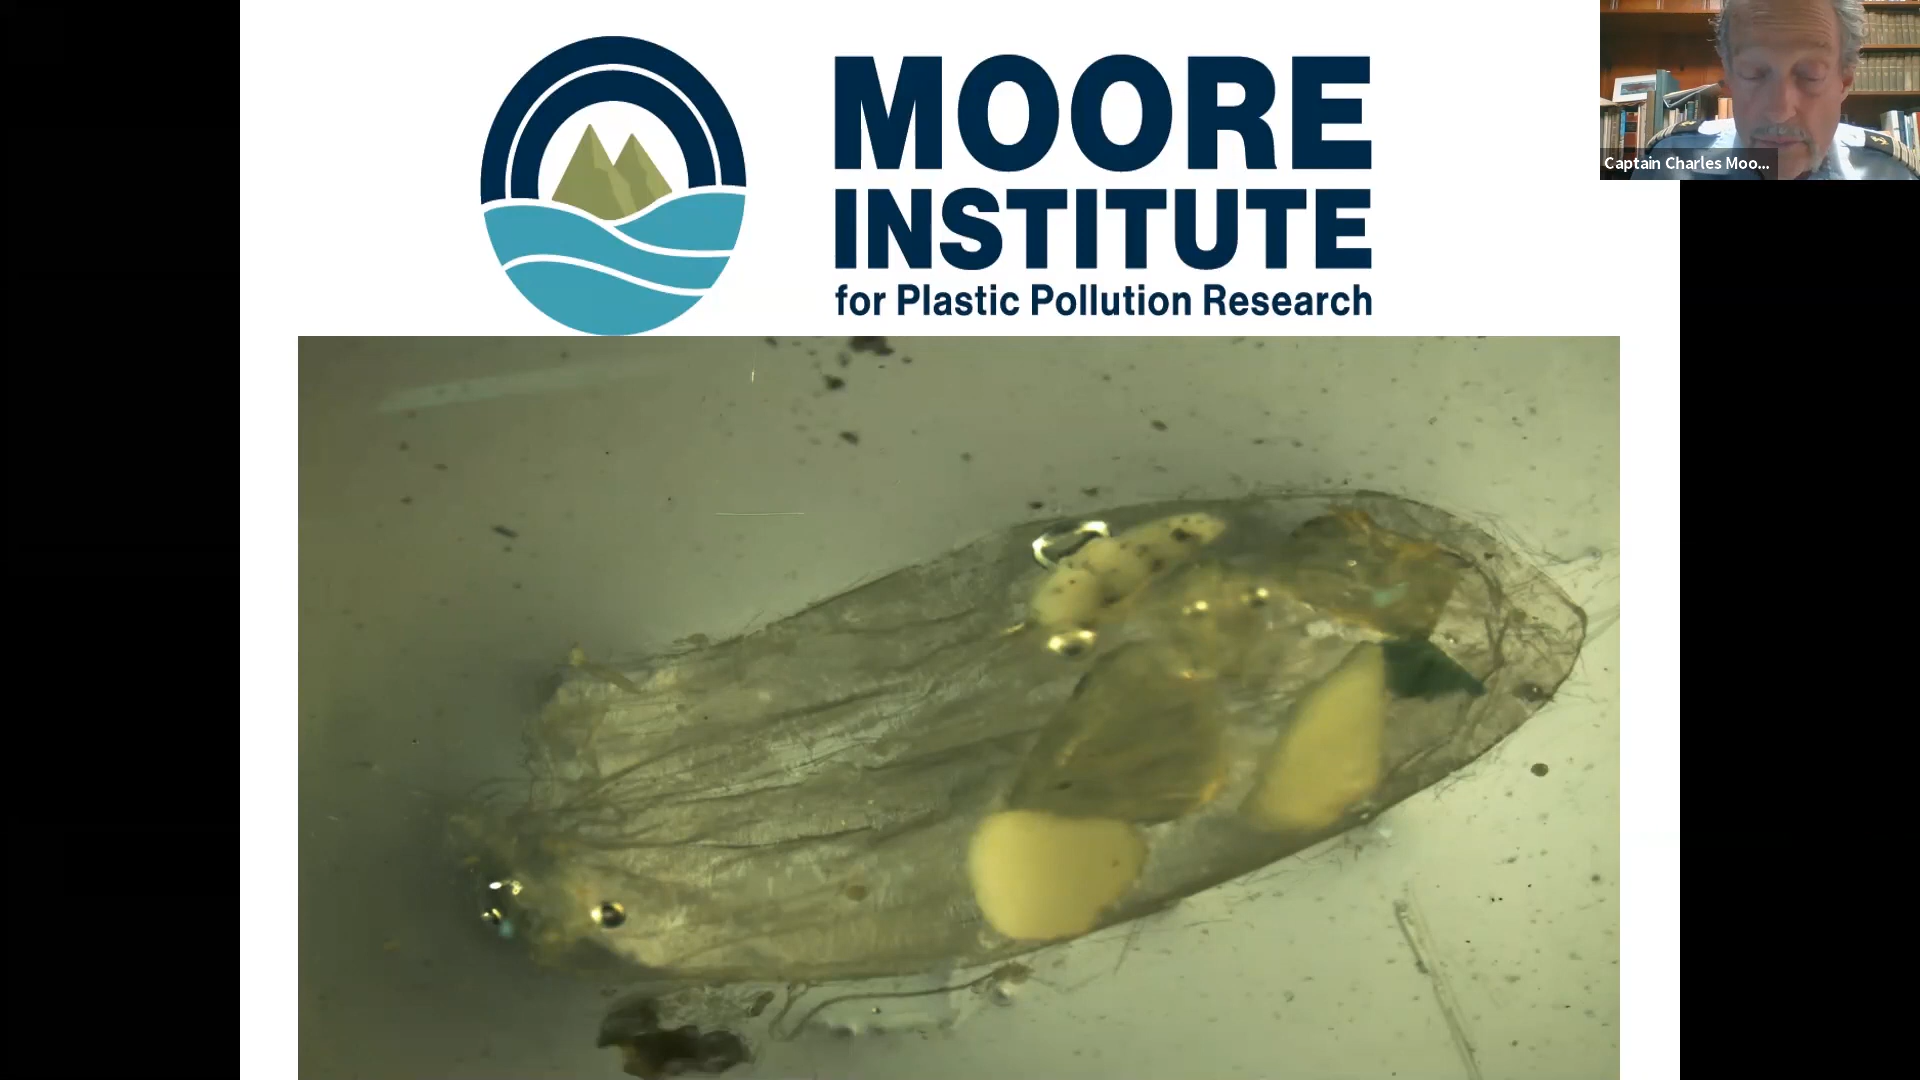 MOORE
INSTITUTE
for Plastic Pollution Research
Captain Charles Moo...